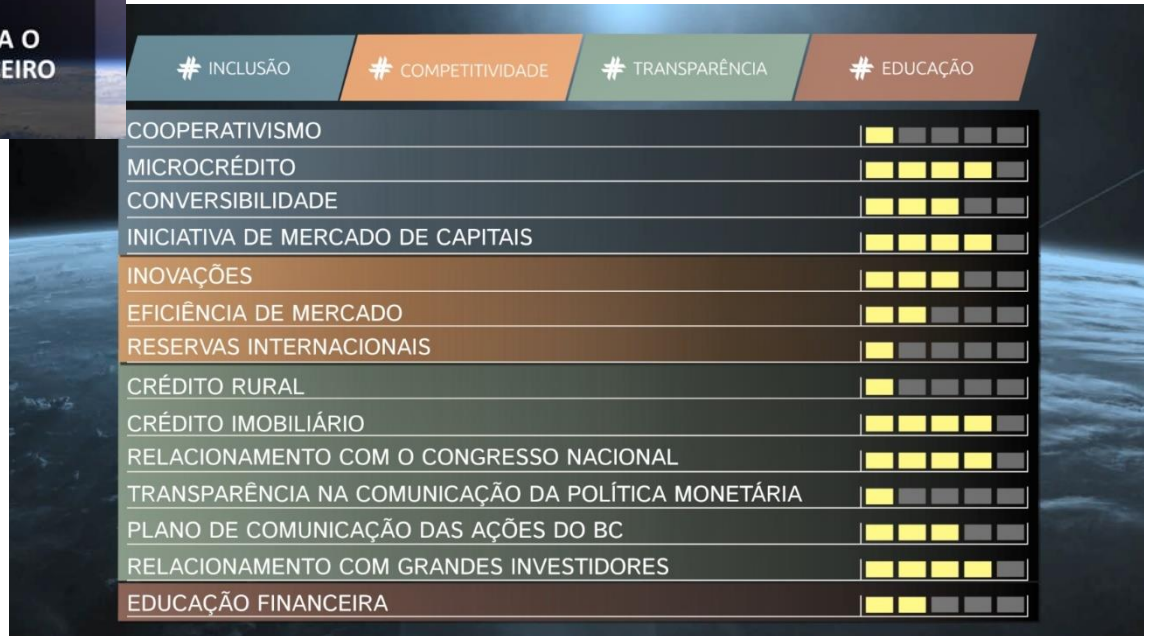 A O
EIRO
# INCLUSÃO
# COMPETITIVIDADE
# TRANSPARÊNCIA
# EDUCAÇÃO
COOPERATIVISMO
MICROCRÉDITO
CONVERSIBILIDADE
INICIATIVA DE MERCADO DE CAPITAIS
INOVAÇÕES
EFICIÊNCIA DE MERCADO
RESERVAS INTERNACIONAIS
CRÉDITO RURAL
CRÉDITO IMOBILIÁRIO
RELACIONAMENTO COM O CONGRESSO NACIONAL
TRANSPARÊNCIA NA COMUNICAÇÃO DA POLÍTICA MONETÁRIA
PLANO DE COMUNICAÇÃO DAS AÇÕES DO BC
RELACIONAMENTO COM GRANDES INVESTIDORES
EDUCAÇÃO FINANCEIRA